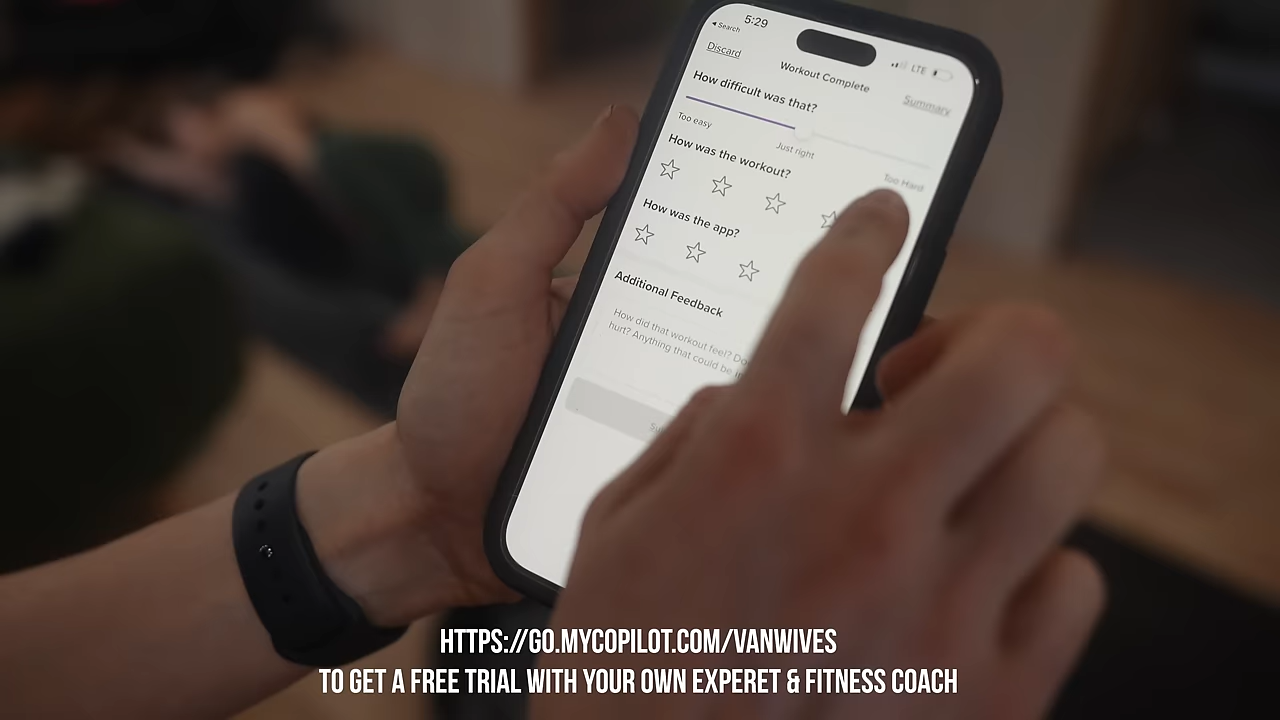 5:29
Search
LTE
Discard
Workout Complete
Summary
How difficult was that?
Too easy
Just right
Too Hard
How was the workout?
How was the app?
Additional Feedback
How did that workout feel?
hurt? Anything that could be
HTTPS://GO.MYCOPILOT.COM/VANWIVES
TO GET A FREE TRIAL WITH YOUR OWN EXPERET & FITNESS COACH